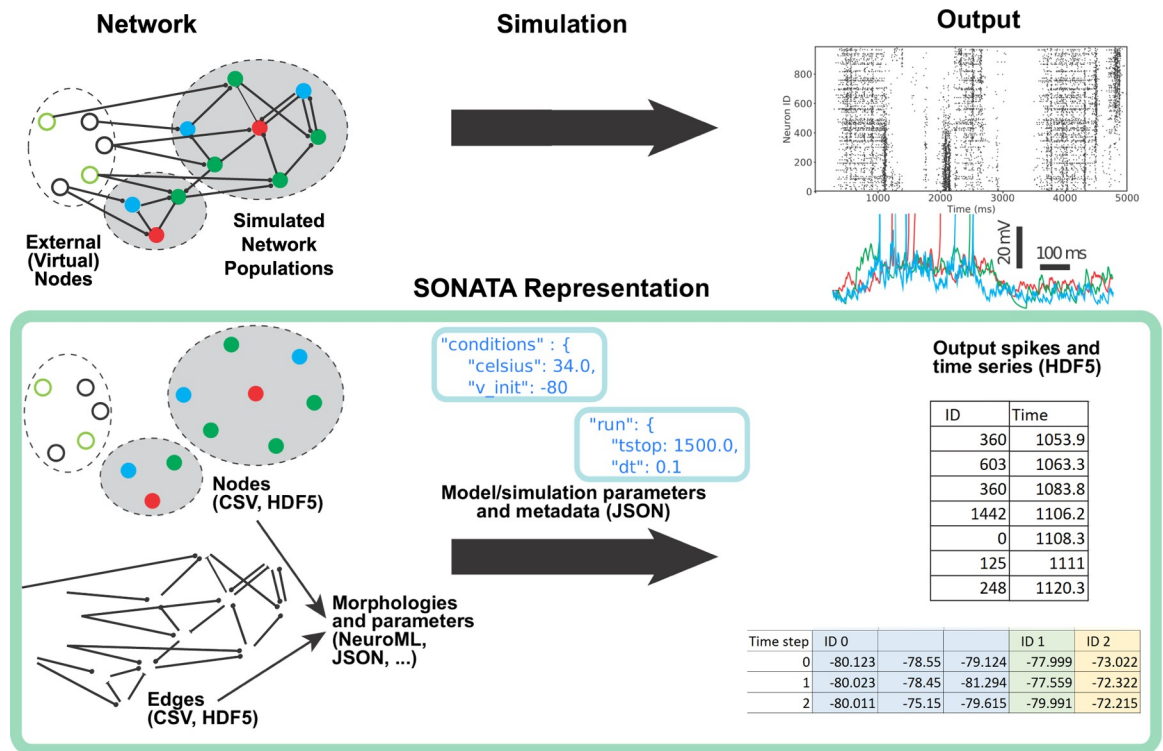 Network
Simulation
Output
External
(Virtual)
Nodes
Simulated
Network
Populations
Neuron ID
800
600
400
200
0
1000
2000
3000
4000
5000
Time (ms)
20 mV
100 ms
SONATA Representation
Nodes
(CSV, HDF5)
Edges
(CSV, HDF5)
Morphologies
and parameters
(NeuroML,
JSON, ...)
"conditions" : {
"celsius": 34.0,
"v_init": -80
"run": {
"tstop: 1500.0,
"dt": 0.1
Model/simulation parameters
and metadata (JSON)
Output spikes and
time series (HDF5)
ID Time
360 1053.9
603 1063.3
360 1083.8
1442 1106.2
0 1108.3
125 1111
248 1120.3
Time step ID 0 ID 1 ID 2
0 -80.123 -78.55 -79.124 -77.999 -73.022
1 -80.023 -78.45 -81.294 -77.559 -72.322
2 -80.011 -75.15 -79.615 -79.991 -72.215